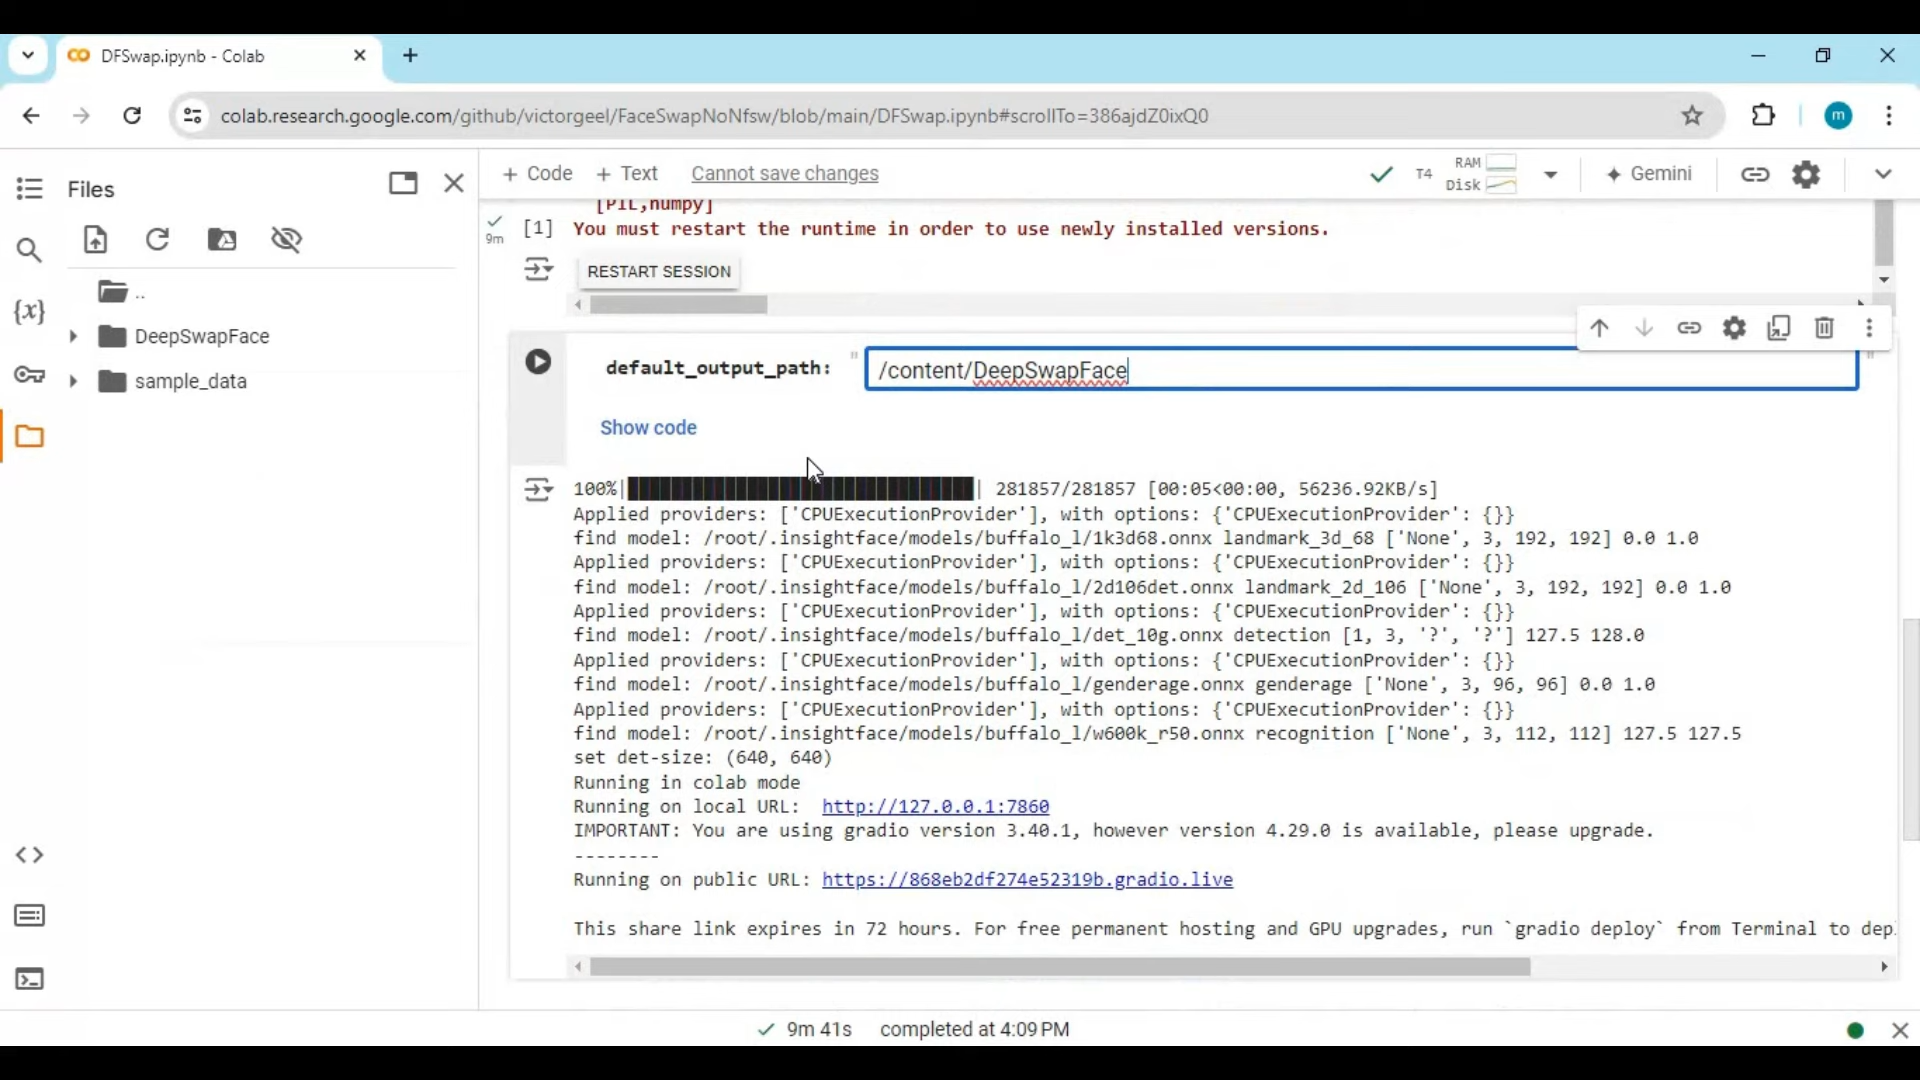 DFSwap.ipynb - Colab
colab.research.google.com/github/victorgeel/FaceSwapNoNfsw/blob/main/DFSwap.ipynb#scrollTo=386ajdZ0ixQ0
m
Files
+ Code + Text Cannot save changes
T4 RAM Disk
Gemini
..
DeepSwapFace
sample_data
{x}
[PIL,numpy]
9m [1] You must restart the runtime in order to use newly installed versions.
RESTART SESSION
default_output_path: " /content/DeepSwapFace "
Show code
100%| | 281857/281857 [00:05<00:00, 56236.92KB/s]
Applied providers: ['CPUExecutionProvider'], with options: {'CPUExecutionProvider': {}}
find model: /root/.insightface/models/buffalo_l/1k3d68.onnx landmark_3d_68 ['None', 3, 192, 192] 0.0 1.0
Applied providers: ['CPUExecutionProvider'], with options: {'CPUExecutionProvider': {}}
find model: /root/.insightface/models/buffalo_l/2d106det.onnx landmark_2d_106 ['None', 3, 192, 192] 0.0 1.0
Applied providers: ['CPUExecutionProvider'], with options: {'CPUExecutionProvider': {}}
find model: /root/.insightface/models/buffalo_l/det_10g.onnx detection [1, 3, '?', '?'] 127.5 128.0
Applied providers: ['CPUExecutionProvider'], with options: {'CPUExecutionProvider': {}}
find model: /root/.insightface/models/buffalo_l/genderage.onnx genderage ['None', 3, 96, 96] 0.0 1.0
Applied providers: ['CPUExecutionProvider'], with options: {'CPUExecutionProvider': {}}
find model: /root/.insightface/models/buffalo_l/w600k_r50.onnx recognition ['None', 3, 112, 112] 127.5 127.5
set det-size: (640, 640)
Running in colab mode
Running on local URL: http://127.0.0.1:7860
IMPORTANT: You are using gradio version 3.40.1, however version 4.29.0 is available, please upgrade.
--------
Running on public URL: https://868eb2df274e52319b.gradio.live
This share link expires in 72 hours. For free permanent hosting and GPU upgrades, run `gradio deploy` from Terminal to dep
9m 41s completed at 4:09 PM